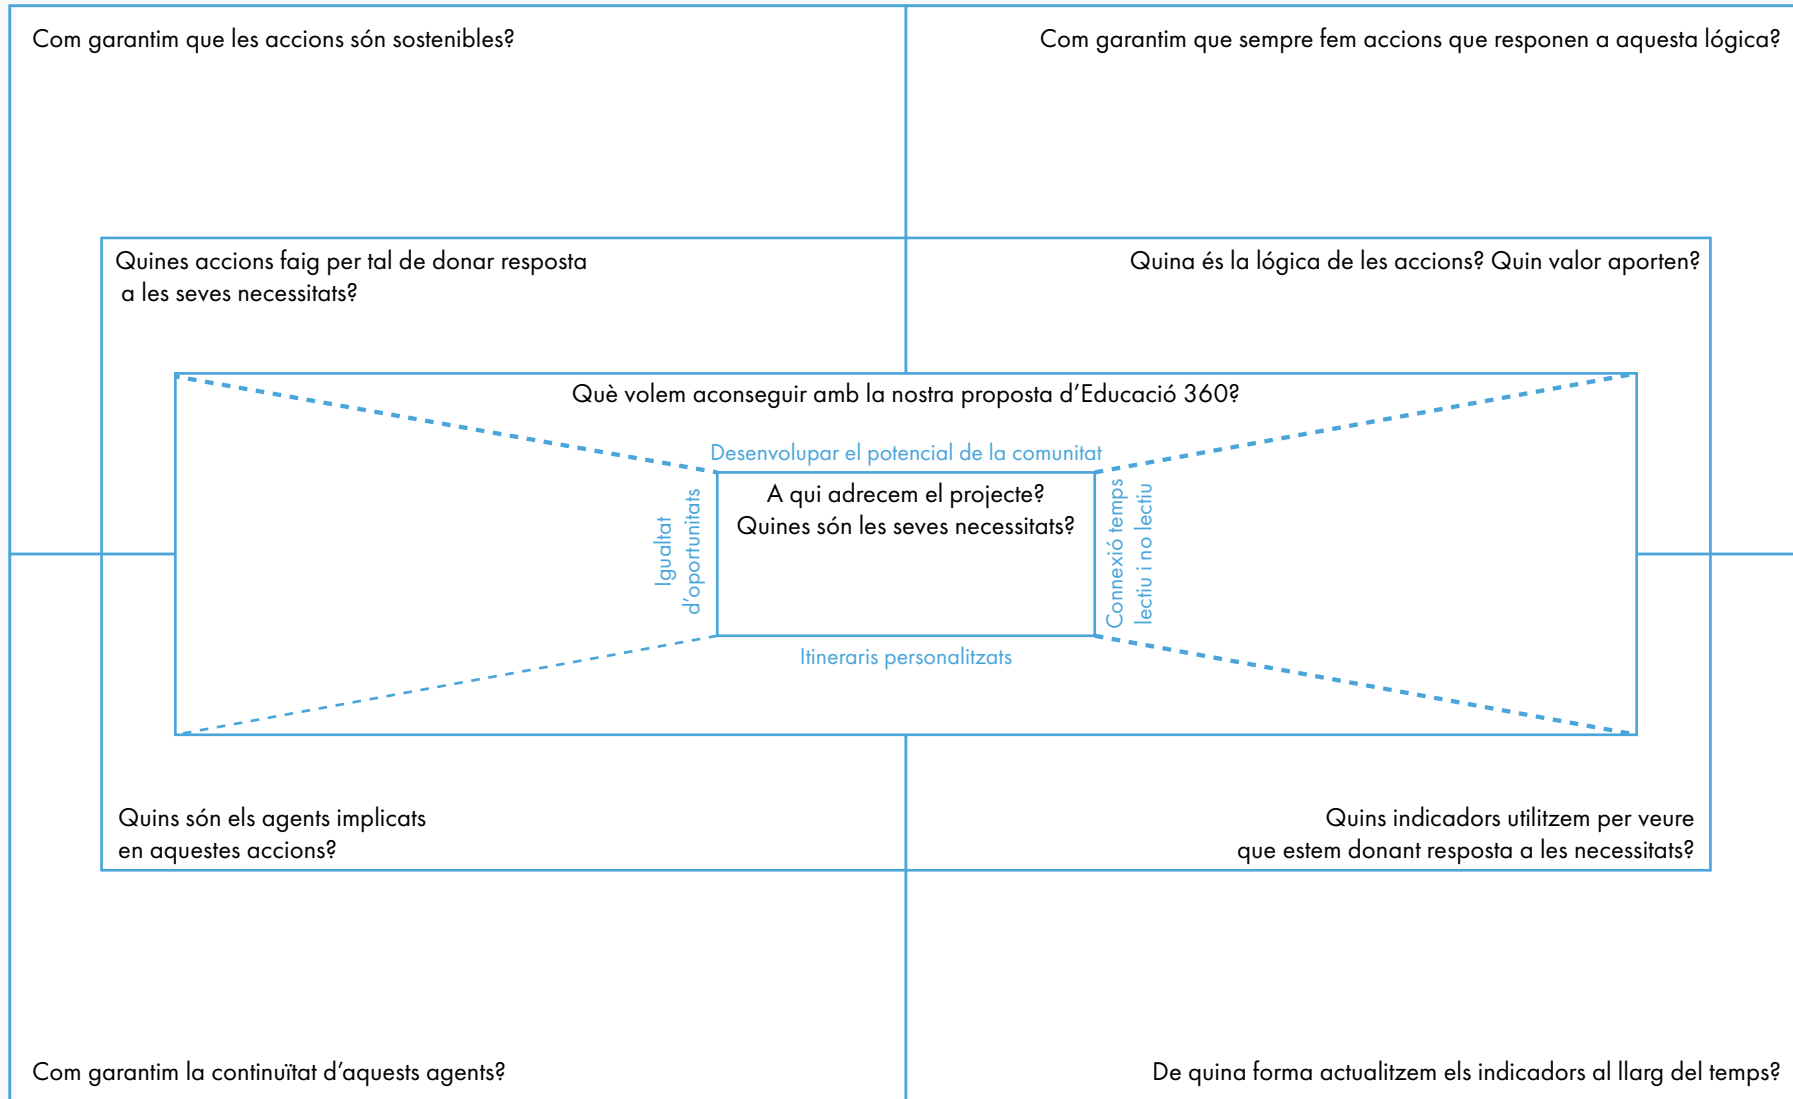 Com garantim que les accions són sostenibles?
Com garantim que sempre fem accions que responen a aquesta lógica?
Quines accions faig per tal de donar resposta
a les seves necessitats?
Quina és la lógica de les accions? Quin valor aporten?
Què volem aconseguir amb la nostra proposta d’Educació 360?
Desenvolupar el potencial de la comunitat
Igualtat
d’oportunitats
A qui adrecem el projecte?
Quines són les seves necessitats?
Connexió temps
lectiu i no lectiu
Itineraris personalitzats
Quins són els agents implicats
en aquestes accions?
Quins indicadors utilitzem per veure
que estem donant resposta a les necessitats?
Com garantim la continuïtat d’aquests agents?
De quina forma actualitzem els indicadors al llarg del temps?